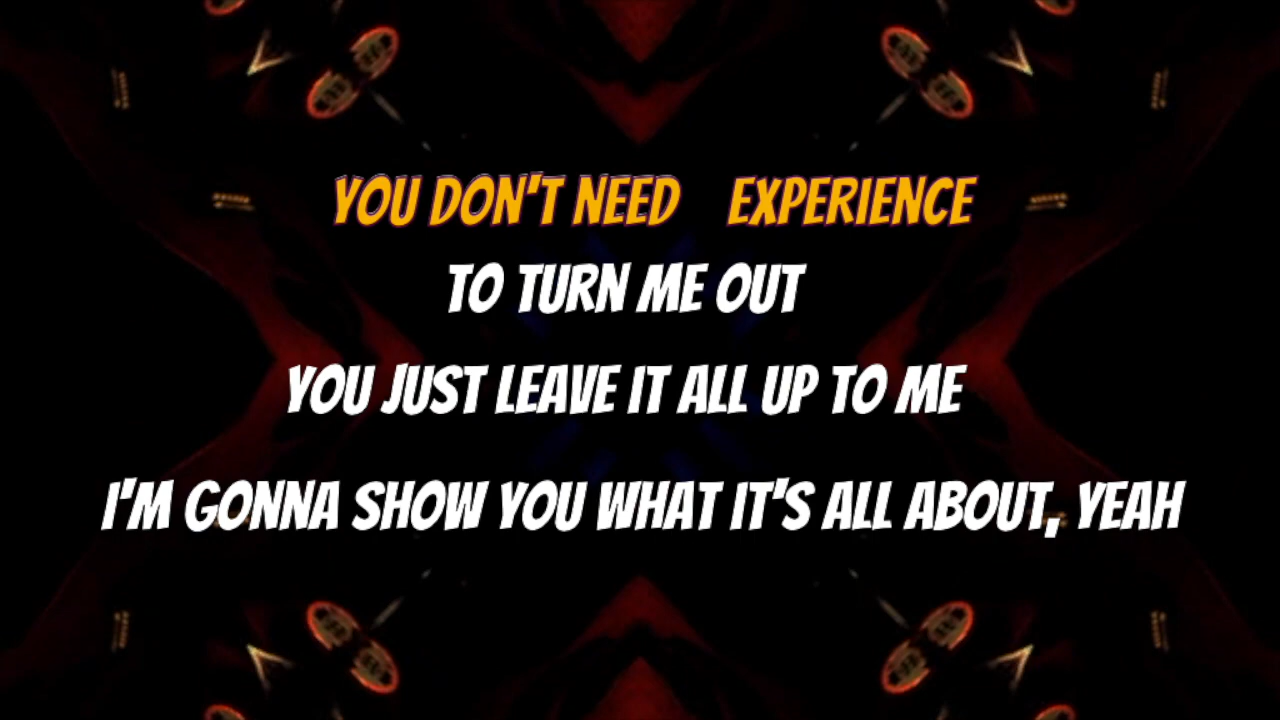 YOU DON'T NEED EXPERIENCE
TO TURN ME OUT
YOU JUST LEAVE IT ALL UP TO ME
I'M GONNA SHOW YOU WHAT IT'S ALL ABOUT, YEAH